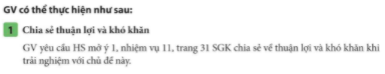 GV có thể thực hiện như sau:
1 Chia sẻ thuận lợi và khó khăn
GV yêu cầu HS mở ý 1, nhiệm vụ 11, trang 31 SGK chia sẻ về thuận lợi và khó khăn khi
trải nghiệm với chủ đề này.